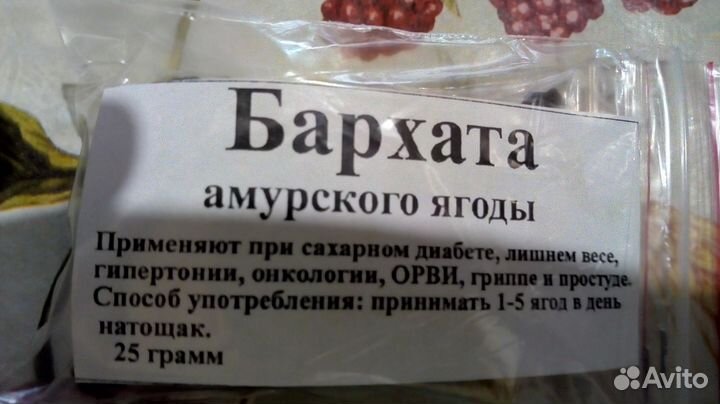 Бархата
амурского ягоды
Применяют при сахарном диабете, лишнем весе,
гипертонии, онкологии, ОРВИ, гриппе и простуде.
Способ употребления: принимать 1-5 ягод в день
натощак.
25 грамм
Avito